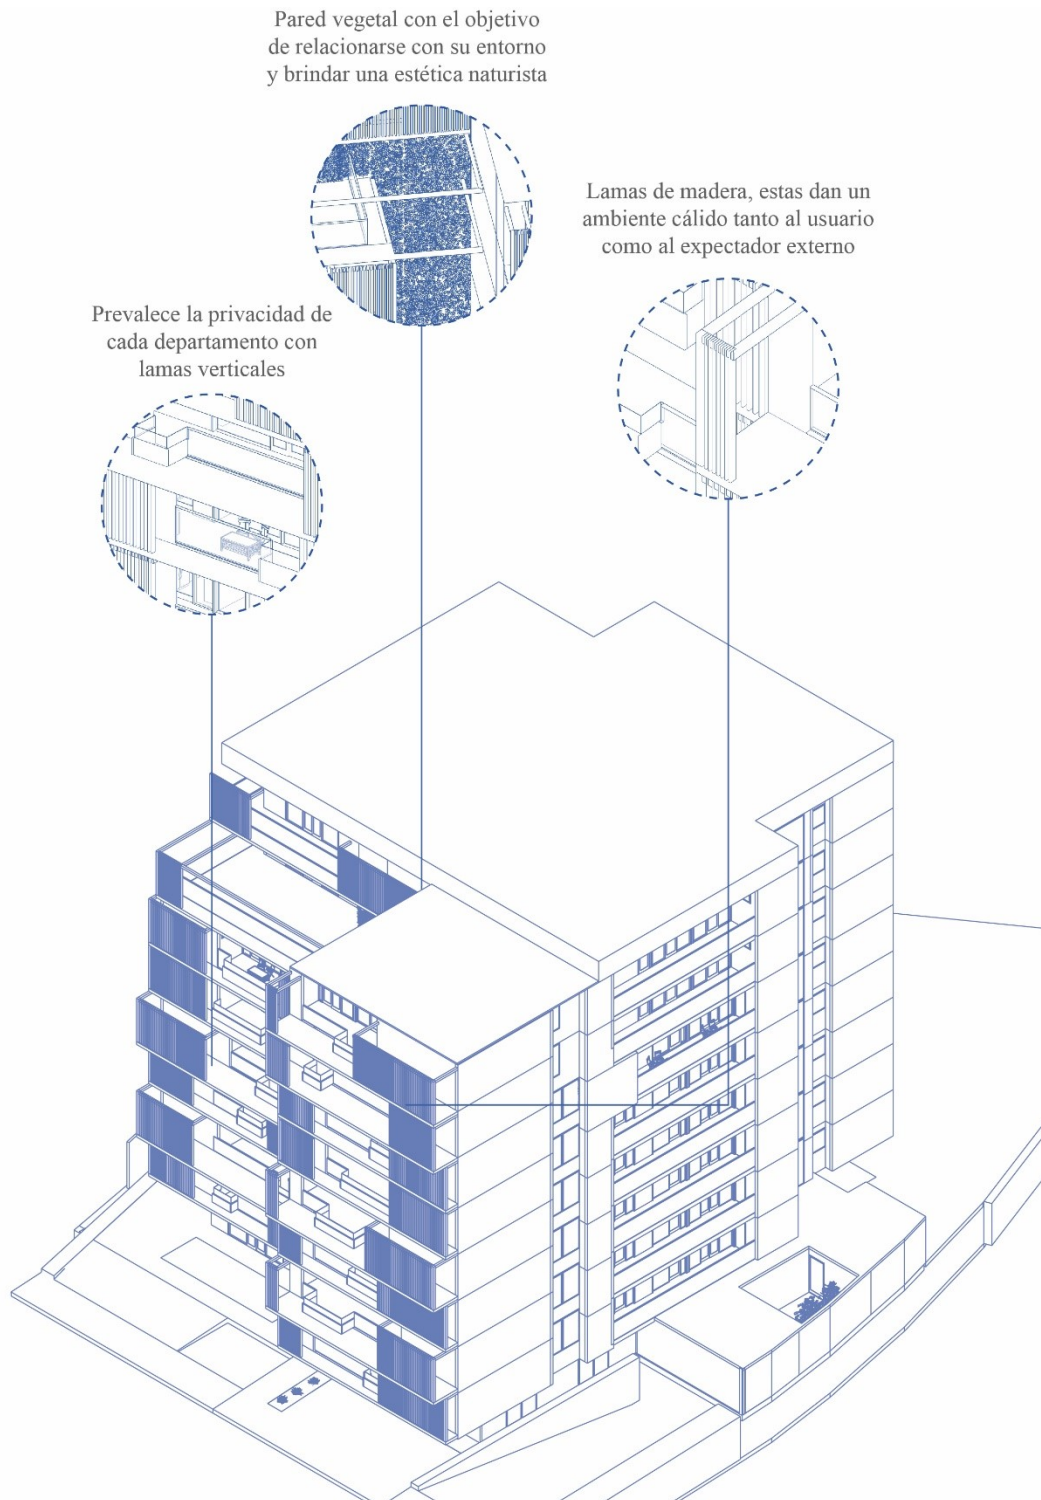 Pared vegetal con el objetivo
de relacionarse con su entorno
y brindar una estética naturista
Lamas de madera, estas dan un
ambiente cálido tanto al usuario
como al expectador externo
Prevalece la privacidad de
cada departamento con
lamas verticales